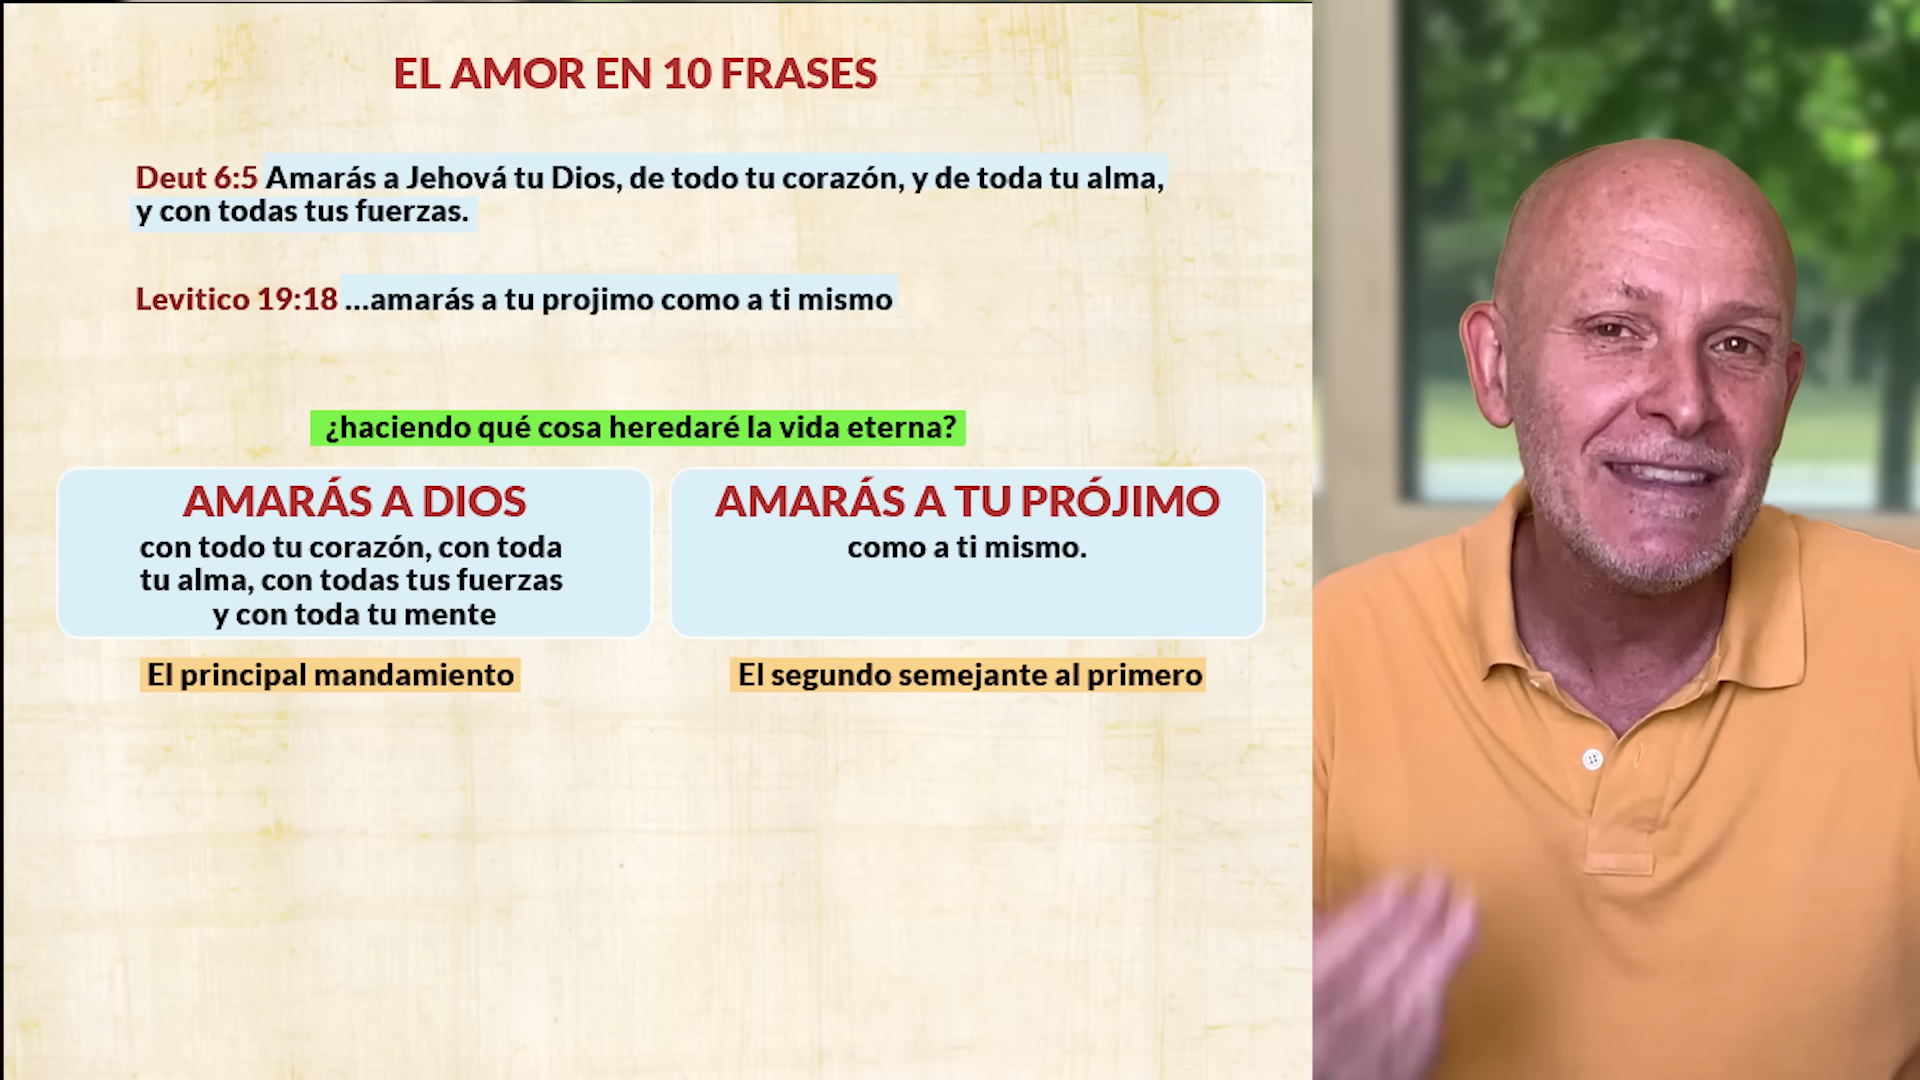 EL AMOR EN 10 FRASES
Deut 6:5 Amarás a Jehová tu Dios, de todo tu corazón, y de toda tu alma,
y con todas tus fuerzas.
Levitico 19:18 ...amarás a tu projimo como a ti mismo
¿haciendo qué cosa heredaré la vida eterna?
AMARÁS A DIOS
con todo tu corazón, con toda
tu alma, con todas tus fuerzas
y con toda tu mente
AMARÁS A TU PRÓJIMO
como a ti mismo.
El principal mandamiento
El segundo semejante al primero